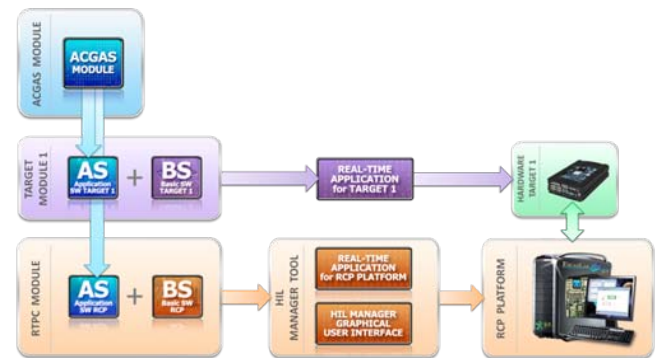 ACGAS MODULE
ACGAS
MODULE
TARGET
MODULE 1
AS
Application
SW TARGET 1
+
BS
Basic SW
TARGET 1
REAL-TIME
APPLICATION
for TARGET 1
HARDWARE
TARGET 1
RTPC MODULE
AS
Application
SW RCP
+
BS
Basic SW
RCP
HIL
MANAGER TOOL
REAL-TIME
APPLICATION
for RCP PLATFORM
HIL MANAGER
GRAPHICAL
USER INTERFACE
RCP PLATFORM